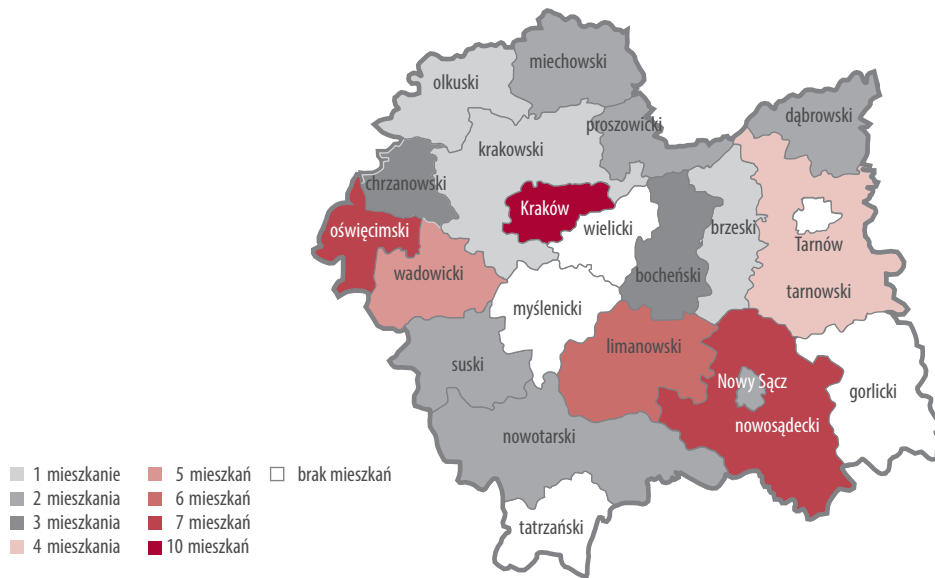 miechowski
olkuski
dąbrowski
proszowicki
krakowski
chrzanowski
Kraków
oświęcimski
wielicki
brzeski
Tarnów
wadowicki
bocheński
tarnowski
myślenicki
limanowski
suski
Nowy Sącz
gorlicki
nowosądecki
nowotarski
tatrzański
1 mieszkanie
2 mieszkania
3 mieszkania
4 mieszkania
5 mieszkań
6 mieszkań
7 mieszkań
10 mieszkań
brak mieszkań